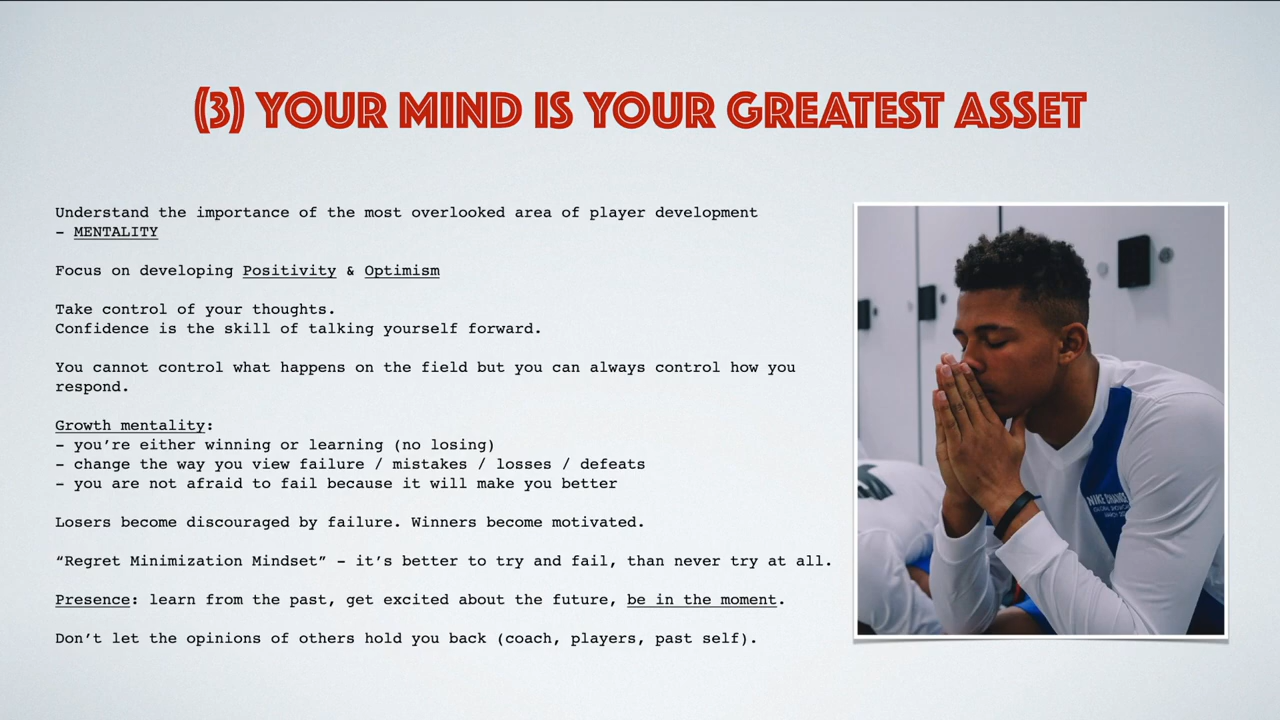 (3) YOUR MIND IS YOUR GREATEST ASSET
Understand the importance of the most overlooked area of player development
- MENTALITY
Focus on developing Positivity & Optimism
Take control of your thoughts.
Confidence is the skill of talking yourself forward.
You cannot control what happens on the field but you can always control how you
respond.
Growth mentality:
- you’re either winning or learning (no losing)
- change the way you view failure / mistakes / losses / defeats
- you are not afraid to fail because it will make you better
Losers become discouraged by failure. Winners become motivated.
“Regret Minimization Mindset” - it’s better to try and fail, than never try at all.
Presence: learn from the past, get excited about the future, be in the moment.
Don’t let the opinions of others hold you back (coach, players, past self).
NIKE CHANCE